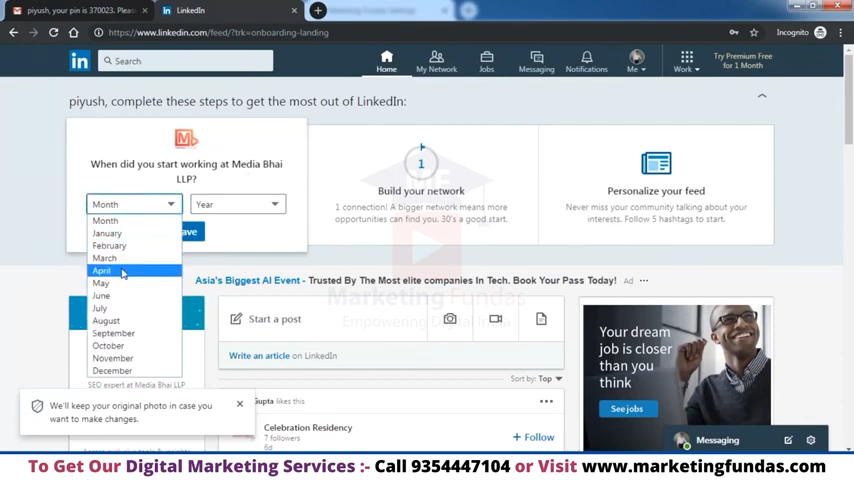 piyush, your pin is 370023. Pleas
LinkedIn
Marketing Fundas Settings
https://www.linkedin.com/feed/?trk=onboarding-landing
Incognito
in
Search
Home
My Network
Jobs
Messaging
Notifications
Me
Work
Try Premium Free
for 1 Month
piyush, complete these steps to get the most out of LinkedIn:
When did you start working at Media Bhai
LLP?
Month
Year
Month
January
February
March
April
May
June
July
August
September
October
November
December
ave
1
Build your network
1 connection! A bigger network means more
opportunities can find you. 30's a good start.
Personalize your feed
Never miss your community talking about your
interests. Follow 5 hashtags to start.
Asia's Biggest AI Event - Trusted By The Most elite companies In Tech. Book Your Pass Today! Ad ...
Marketing Fundas
Empowering Digital India
Start a post
Write an article on LinkedIn
Sort by: Top
SEO expert at Media Bhai LLP
We'll keep your original photo in case you
want to make changes.
Gupta likes this
Celebration Residency
7 followers
6d
+ Follow
Your dream
job is closer
than you
think
See jobs
Messaging
To Get Our Digital Marketing Services :- Call 9354447104 or Visit www.marketingfundas.com